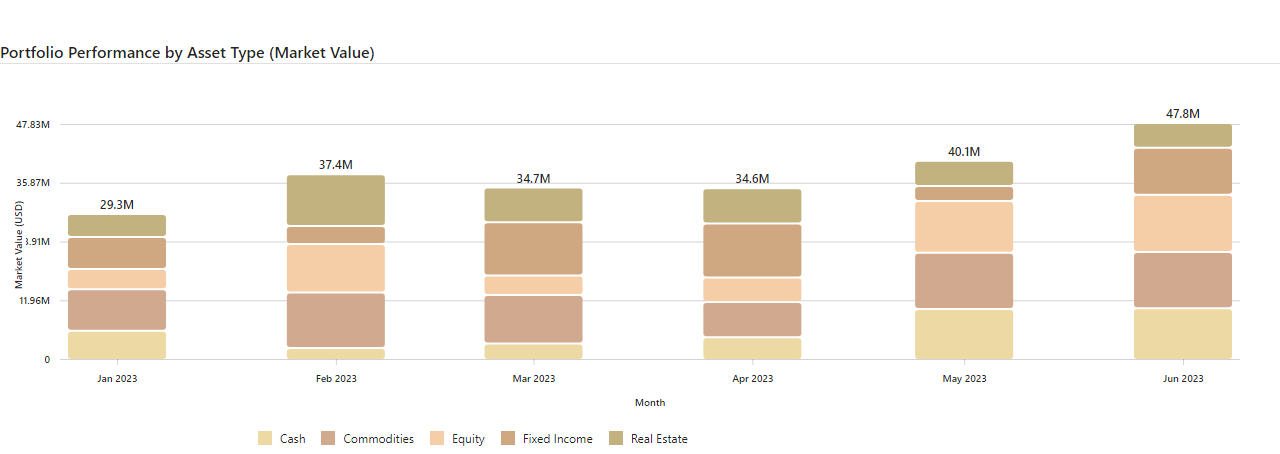 Portfolio Performance by Asset Type (Market Value)
47.8M
47.83M
40.1M
37.4M
35.87M
34.7M
34.6M
29.3M
3.91M
Market Value (USD)
11.96M
0
Jan 2023
Feb 2023
Mar 2023
Apr 2023
May 2023
Jun 2023
Month
Cash
Commodities
Equity
Fixed Income
Real Estate